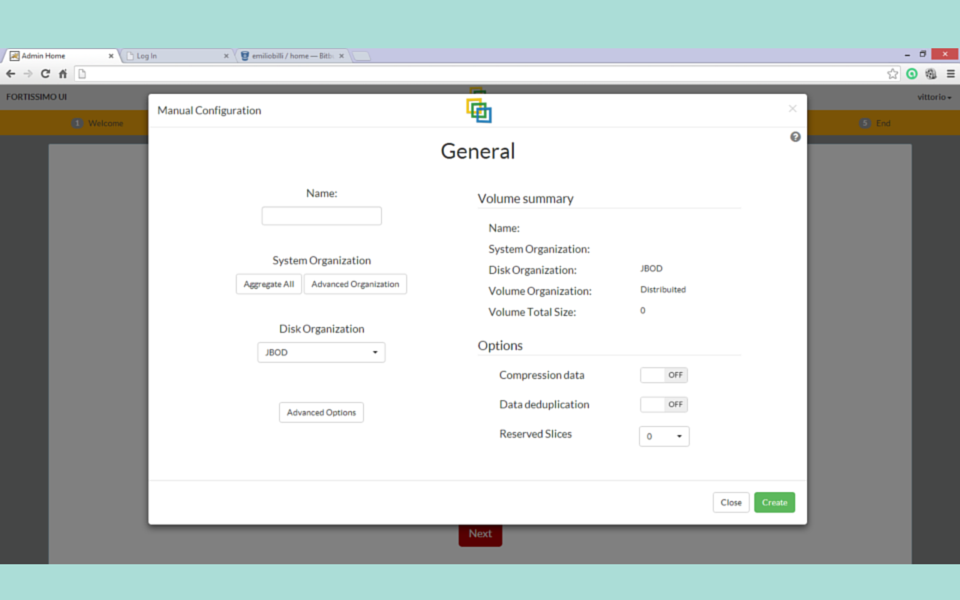 Admin Home
Log In
emiliobilli / home — Bitb
FORTISSIMO UI
vittorio
1 Welcome
5 End
Manual Configuration
General
Name:
System Organization
Aggregate All
Advanced Organization
Disk Organization
JBOD
Advanced Options
Volume summary
Name:
System Organization:
Disk Organization: JBOD
Volume Organization: Distribuited
Volume Total Size: 0
Options
Compression data OFF
Data deduplication OFF
Reserved Slices 0
Close
Create
Next